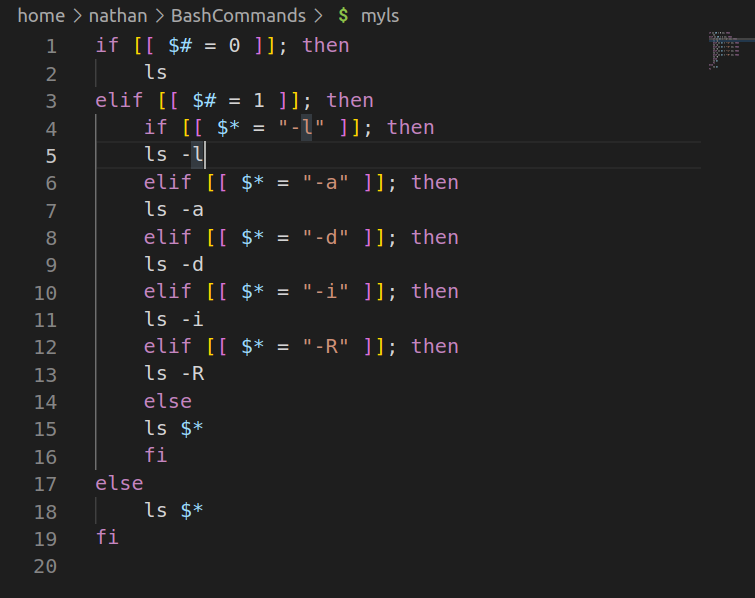 home > nathan > BashCommands > $ myls
1 if [[ $# = 0 ]]; then
2     ls
3 elif [[ $# = 1 ]]; then
4     if [[ $* = "-l" ]]; then
5     ls -l
6     elif [[ $* = "-a" ]]; then
7     ls -a
8     elif [[ $* = "-d" ]]; then
9     ls -d
10     elif [[ $* = "-i" ]]; then
11     ls -i
12     elif [[ $* = "-R" ]]; then
13     ls -R
14     else
15     ls $*
16     fi
17 else
18     ls $*
19 fi
20